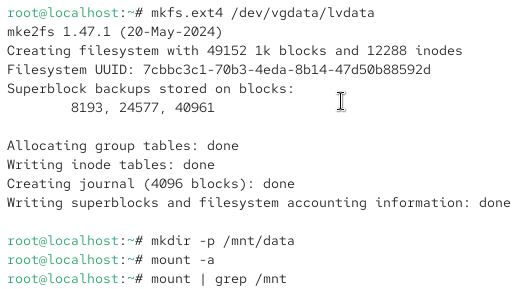 root@localhost:~# mkfs.ext4 /dev/vgdata/lvdata
mke2fs 1.47.1 (20-May-2024)
Creating filesystem with 49152 1k blocks and 12288 inodes
Filesystem UUID: 7cbbc3c1-70b3-4eda-8b14-47d50b88592d
Superblock backups stored on blocks:
        8193, 24577, 40961

Allocating group tables: done
Writing inode tables: done
Creating journal (4096 blocks): done
Writing superblocks and filesystem accounting information: done

root@localhost:~# mkdir -p /mnt/data
root@localhost:~# mount -a
root@localhost:~# mount | grep /mnt